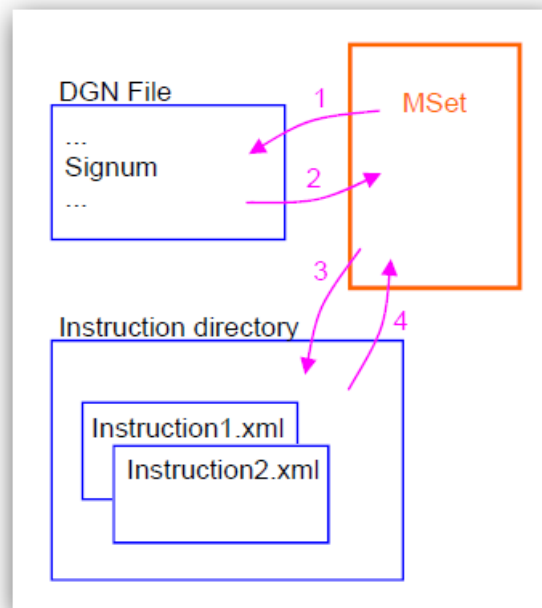 DGN File
...
Signum
...
1
MSet
2
3
4
Instruction directory
Instruction1.xml
Instruction2.xml